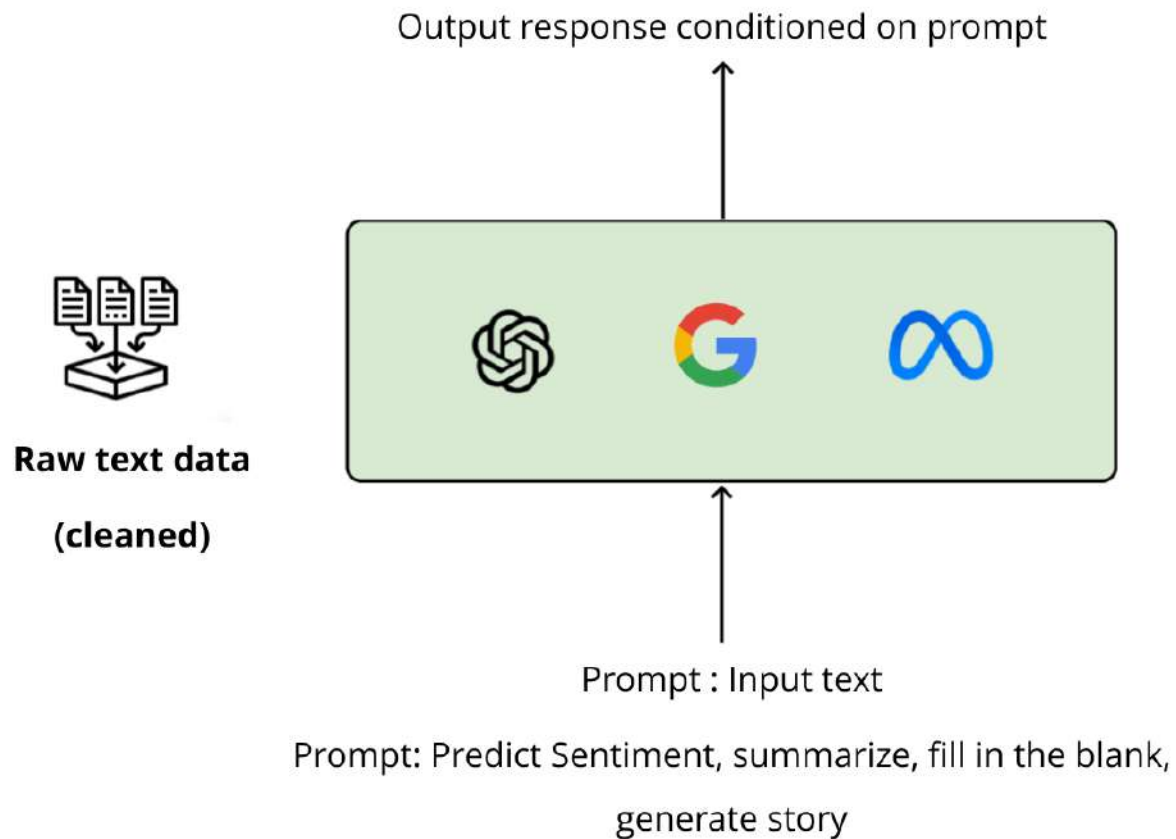 Output response conditioned on prompt
Raw text data
(cleaned)
Prompt : Input text
Prompt: Predict Sentiment, summarize, fill in the blank,
generate story